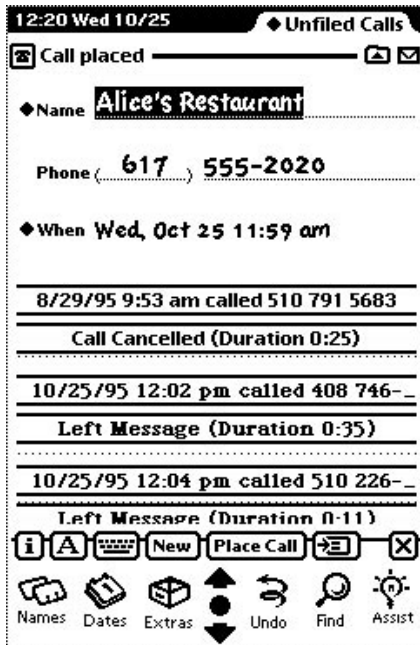 12:20 Wed 10/25 ◆Unfiled Calls
Call placed
◆Name Alice's Restaurant
Phone ( 617 ) 555-2020
◆When Wed, Oct 25 11:59 am
8/29/95 9:53 am called 510 791 5683
Call Cancelled (Duration 0:25)
10/25/95 12:02 pm called 408 746-…
Left Message (Duration 0:35)
10/25/95 12:04 pm called 510 226-…
Left Message (Duration 0:11)
i A New Place Call X
Names Dates Extras Undo Find Assist